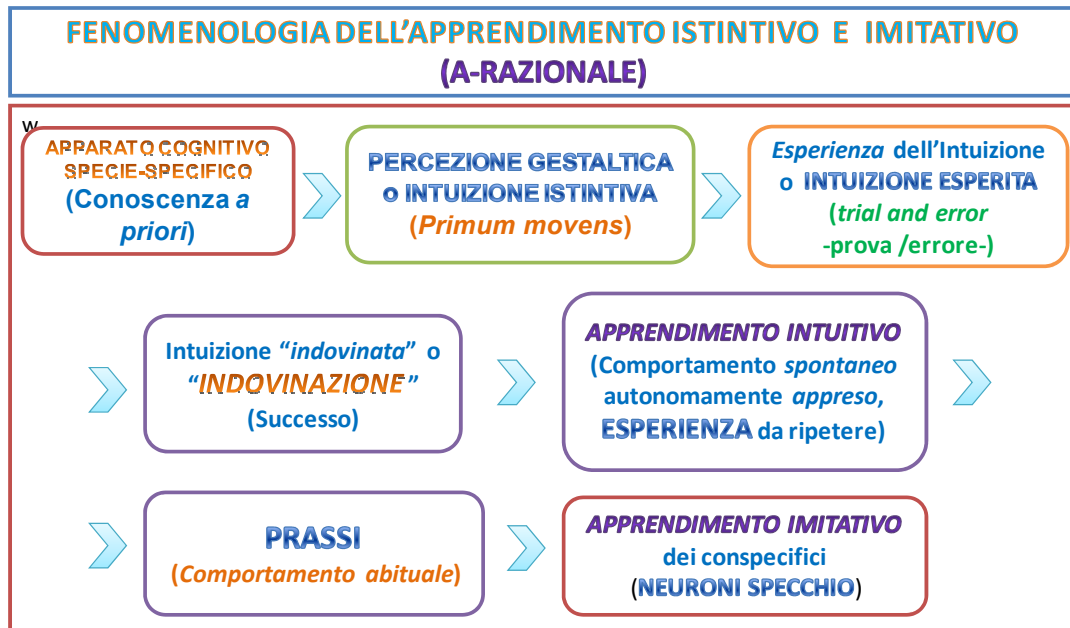 FENOMENOLOGIA DELL'APPRENDIMENTO ISTINTIVO E IMITATIVO
(A-RAZIONALE)
w
APPARATO COGNITIVO
SPECIE-SPECIFICO
(Conoscenza a
priori)
PERCEZIONE GESTALTICA
o INTUIZIONE ISTINTIVA
(Primum movens)
Esperienza dell'Intuizione
o INTUIZIONE ESPERITA
(trial and error
-prova /errore-)
Intuizione “indovinata” o
“INDOVINAZIONE”
(Successo)
APPRENDIMENTO INTUITIVO
(Comportamento spontaneo
autonomamente appreso,
ESPERIENZA da ripetere)
PRASSI
(Comportamento abituale)
APPRENDIMENTO IMITATIVO
dei conspecifici
(NEURONI SPECCHIO)